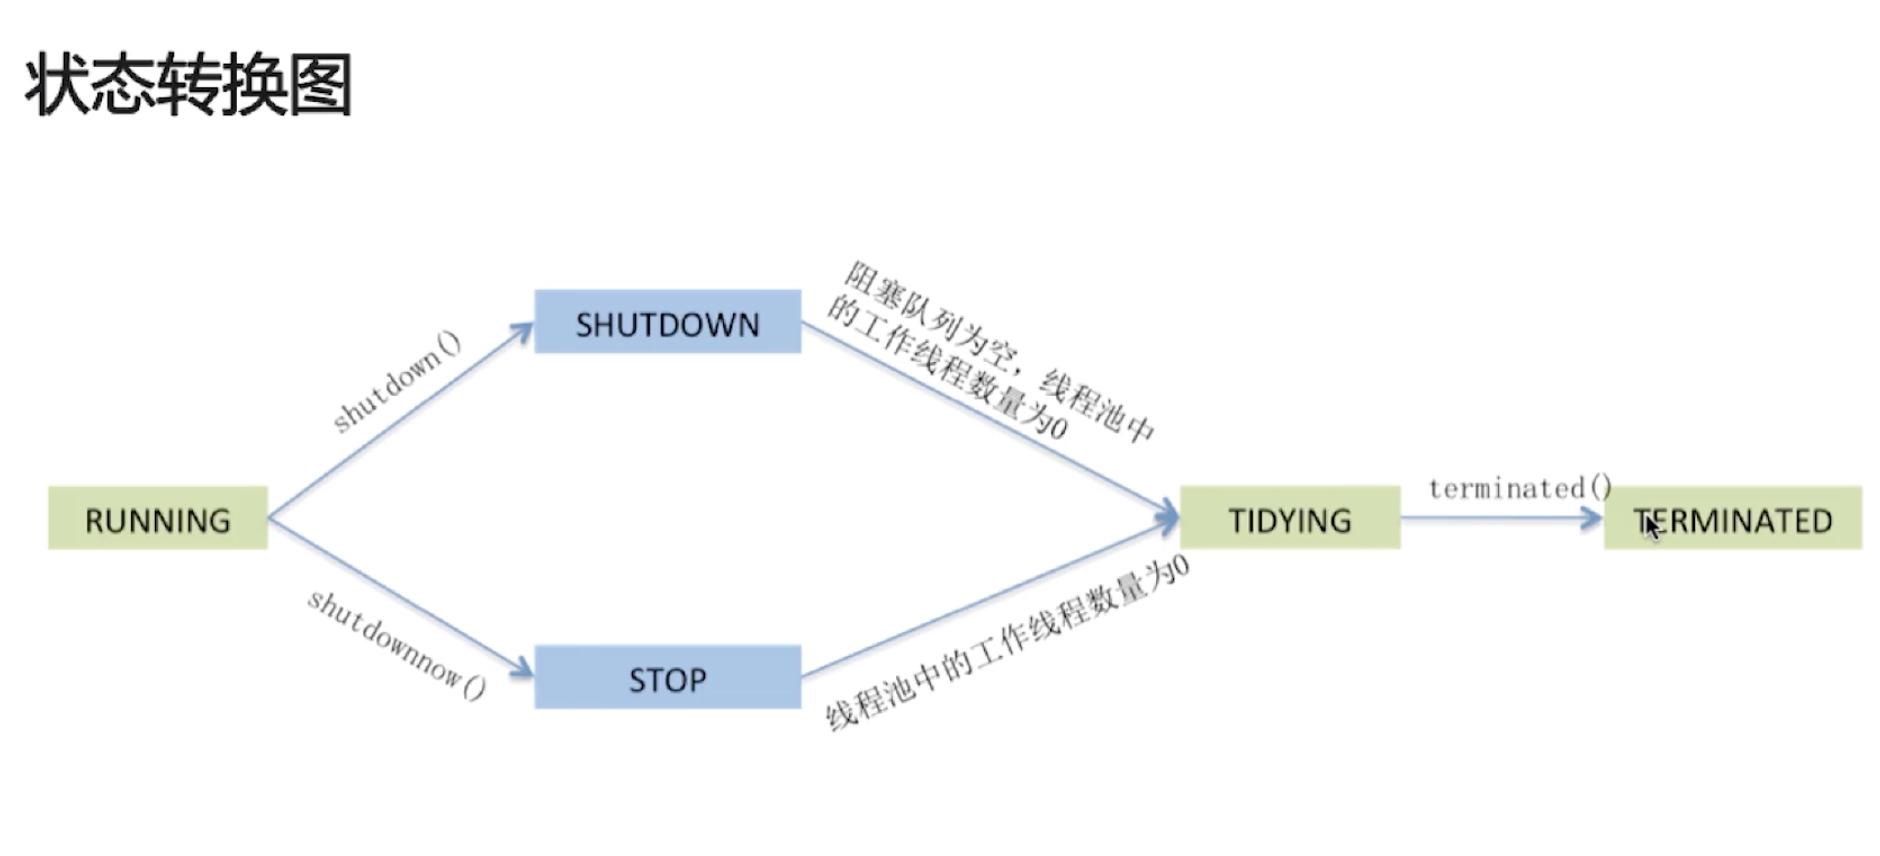 状态转换图
阻塞队列为空，线程池中
的工作线程数量为0
SHUTDOWN
shutdown()
RUNNING
TIDYING
terminated()
TERMINATED
shutdownnow()
STOP
线程池中的工作线程数量为0